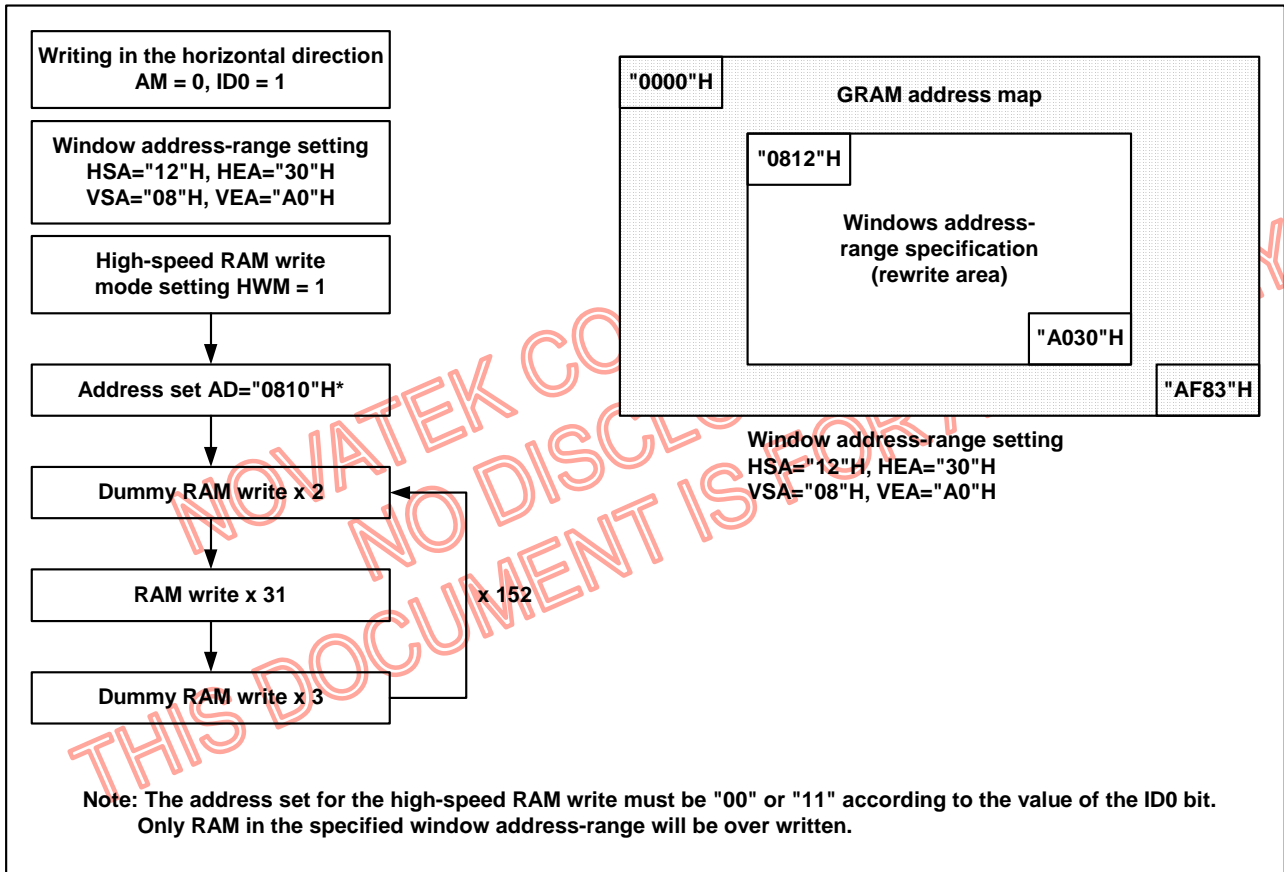 Writing in the horizontal direction
AM = 0, ID0 = 1
Window address-range setting
HSA="12"H, HEA="30"H
VSA="08"H, VEA="A0"H
High-speed RAM write
mode setting HWM = 1
Address set AD="0810"H*
Dummy RAM write x 2
RAM write x 31
x 152
Dummy RAM write x 3
"0000"H
GRAM address map
"0812"H
Windows address-
range specification
(rewrite area)
"A030"H
"AF83"H
Window address-range setting
HSA="12"H, HEA="30"H
VSA="08"H, VEA="A0"H
Note: The address set for the high-speed RAM write must be "00" or "11" according to the value of the ID0 bit.
Only RAM in the specified window address-range will be over written.
NOVATEK
NO
THIS DOCUMENT IS